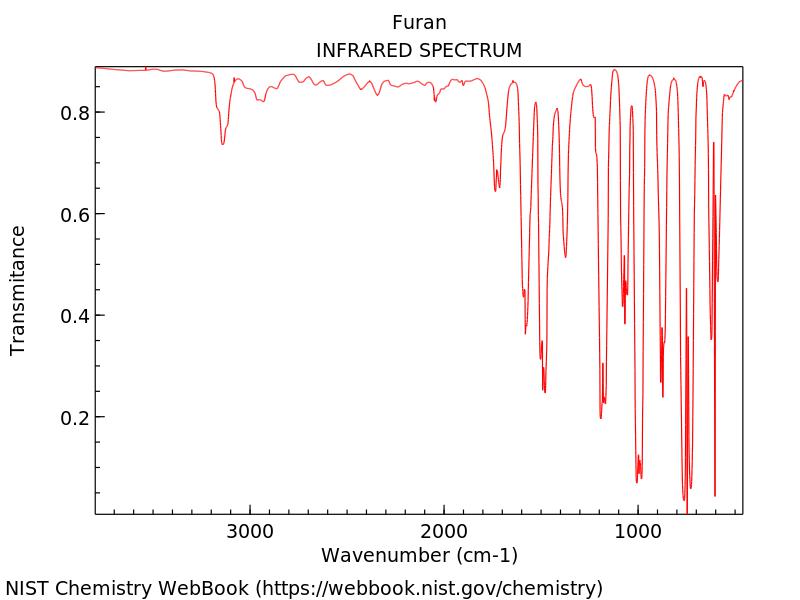 Furan
INFRARED SPECTRUM
0.8
0.6
0.4
0.2
Transmitance
3000 2000 1000
Wavenumber (cm-1)
NIST Chemistry WebBook (https://webbook.nist.gov/chemistry)